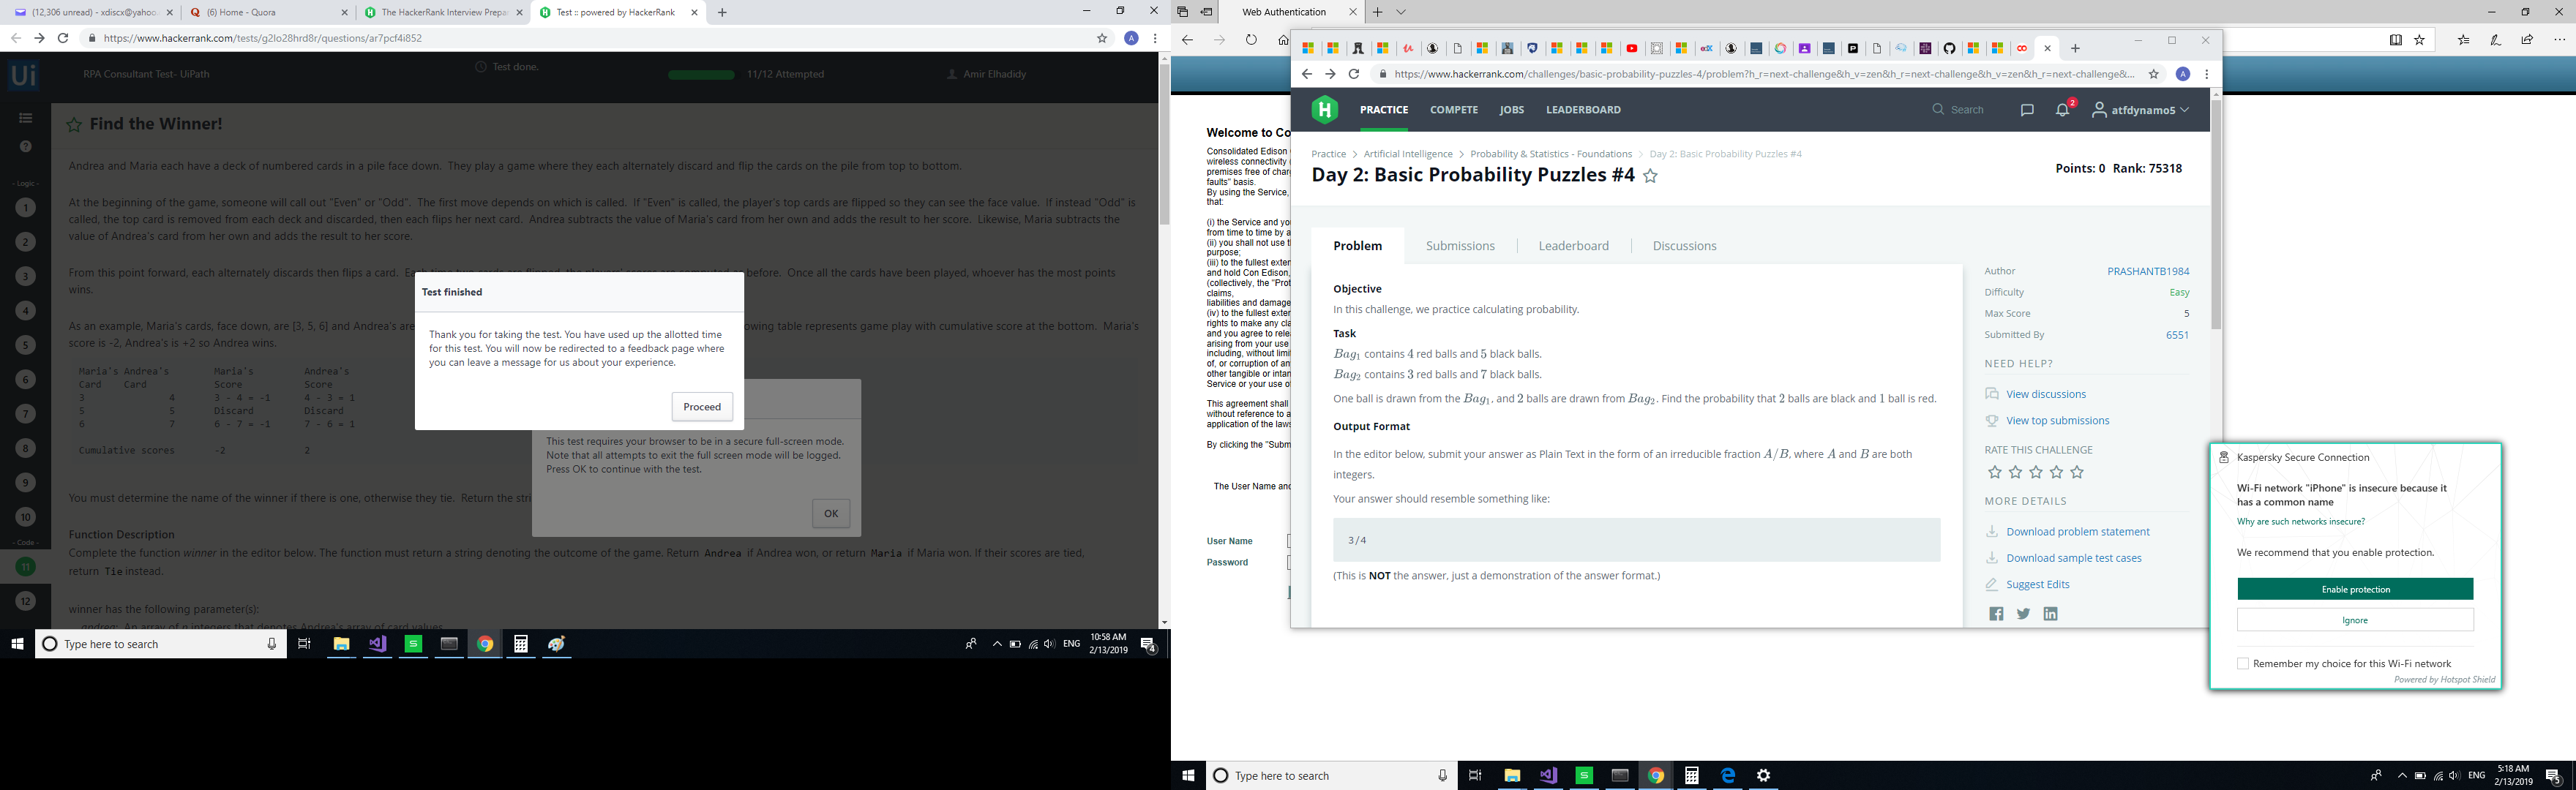 (12,306 unread) - xdiscx@yahoo.
(6) Home - Quora
The HackerRank Interview Prepar
Test :: powered by HackerRank
https://www.hackerrank.com/tests/g2lo28hrd8r/questions/ar7pcf4i852
A
Ui
RPA Consultant Test- UiPath
Test done.
11/12 Attempted
Amir Elhadidy
Find the Winner!
Andrea and Maria each have a deck of numbered cards in a pile face down. They play a game where they each alternately discard and flip the cards on the pile from top to bottom.
At the beginning of the game, someone will call out "Even" or "Odd". The first move depends on which is called. If "Even" is called, the player's top cards are flipped so they can see the face value. If instead "Odd" is
called, the top card is removed from each deck and discarded, then each flips her next card. Andrea subtracts the value of Maria's card from her own and adds the result to her score. Likewise, Maria subtracts the
value of Andrea's card from her own and adds the result to her score.
From this point forward, each alternately discards then flips a card.
before. Once all the cards have been played, whoever has the most points
wins.
As an example, Maria's cards, face down, are [3, 5, 6] and Andrea's are
owing table represents game play with cumulative score at the bottom. Maria's
score is -2, Andrea's is +2 so Andrea wins.
Maria's Andrea's Maria's Andrea's
Card Card Score Score
3 4 3 - 4 = -1 4 - 3 = 1
5 5 Discard Discard
6 7 6 - 7 = -1 7 - 6 = 1
Cumulative scores -2 2
You must determine the name of the winner if there is one, otherwise they tie. Return the stri
Function Description
Complete the function winner in the editor below. The function must return a string denoting the outcome of the game. Return Andrea if Andrea won, or return Maria if Maria won. If their scores are tied,
return Tie instead.
winner has the following parameter(s):
andrea: An array of n integers that denotes Andrea's array of card values
- Logic -
1
2
3
4
5
6
7
8
9
10
- Code -
11
12
Test finished
Thank you for taking the test. You have used up the allotted time
for this test. You will now be redirected to a feedback page where
you can leave a message for us about your experience.
Proceed
This test requires your browser to be in a secure full-screen mode.
Note that all attempts to exit the full screen mode will be logged.
Press OK to continue with the test.
OK
Type here to search
ENG
10:58 AM
2/13/2019
4
Web Authentication
Welcome to Co
Consolidated Edison
wireless connectivity
premises free of char
faults" basis.
By using the Service,
that:
(i) the Service and yo
from time to time by a
(ii) you shall not use t
purpose;
(iii) to the fullest exter
and hold Con Edison,
(collectively, the "Prot
claims,
liabilities and damage
(iv) to the fullest exter
rights to make any cla
and you agree to rele
arising from your use
including, without limi
of, or corruption of an
other tangible or intan
Service or your use o
This agreement shall
without reference to a
application of the laws
By clicking the "Subm
The User Name and
User Name
Password
https://www.hackerrank.com/challenges/basic-probability-puzzles-4/problem?h_r=next-challenge&h_v=zen&h_r=next-challenge&h_v=zen&h_r=next-challenge&...
A
H
PRACTICE
COMPETE
JOBS
LEADERBOARD
Search
2
atfdynamo5
Practice > Artificial Intelligence > Probability & Statistics - Foundations > Day 2: Basic Probability Puzzles #4
Day 2: Basic Probability Puzzles #4
Points: 0 Rank: 75318
Problem
Submissions
Leaderboard
Discussions
Objective
In this challenge, we practice calculating probability.
Task
Bag1 contains 4 red balls and 5 black balls.
Bag2 contains 3 red balls and 7 black balls.
One ball is drawn from the Bag1, and 2 balls are drawn from Bag2. Find the probability that 2 balls are black and 1 ball is red.
Output Format
In the editor below, submit your answer as Plain Text in the form of an irreducible fraction A/B, where A and B are both
integers.
Your answer should resemble something like:
3/4
(This is NOT the answer, just a demonstration of the answer format.)
Author PRASHANTB1984
Difficulty Easy
Max Score 5
Submitted By 6551
NEED HELP?
View discussions
View top submissions
RATE THIS CHALLENGE
MORE DETAILS
Download problem statement
Download sample test cases
Suggest Edits
Kaspersky Secure Connection
Wi-Fi network "iPhone" is insecure because it
has a common name
Why are such networks insecure?
We recommend that you enable protection.
Enable protection
Ignore
Remember my choice for this Wi-Fi network
Powered by Hotspot Shield
Type here to search
ENG
5:18 AM
2/13/2019
5